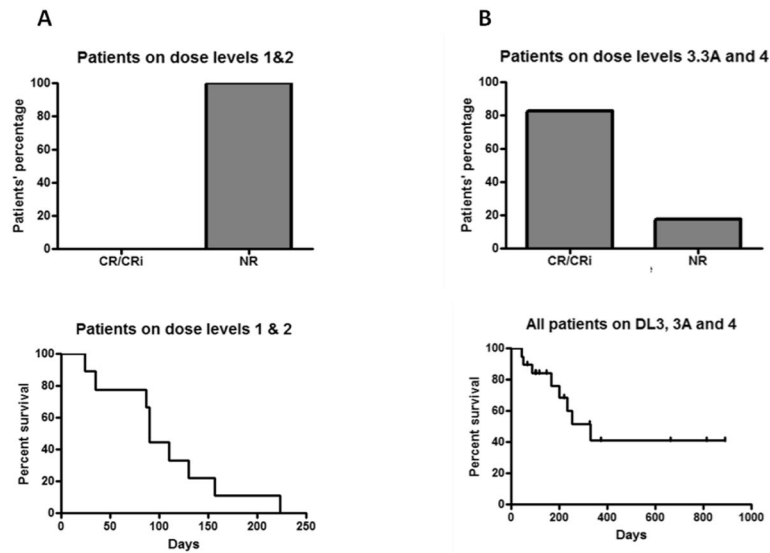 A
B
Patients on dose levels 1&2
Patients' percentage
100
80
60
40
20
0
CR/CRi
NR
Patients on dose levels 3.3A and 4
Patients' percentage
100
80
60
40
20
0
CR/CRi
NR
,
Patients on dose levels 1 & 2
Percent survival
100
80
60
40
20
0
0
50
100
150
200
250
Days
All patients on DL3, 3A and 4
Percent survival
100
80
60
40
20
0
0
200
400
600
800
1000
Days